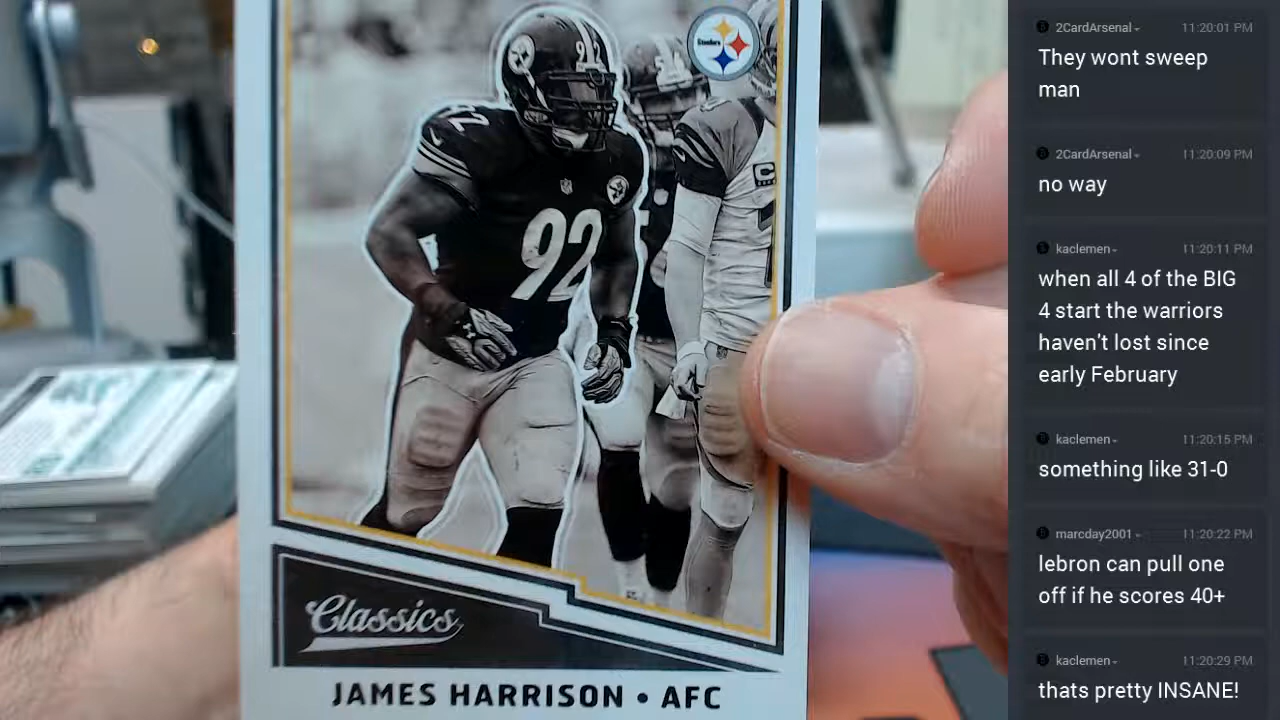 92
92
Steelers
92
C
Classics
JAMES HARRISON • AFC
2CardArsenal 11:20:01 PM
They wont sweep
man
2CardArsenal 11:20:09 PM
no way
kaclemen 11:20:11 PM
when all 4 of the BIG
4 start the warriors
haven't lost since
early February
kaclemen 11:20:15 PM
something like 31-0
marcday2001 11:20:22 PM
lebron can pull one
off if he scores 40+
kaclemen 11:20:29 PM
thats pretty INSANE!